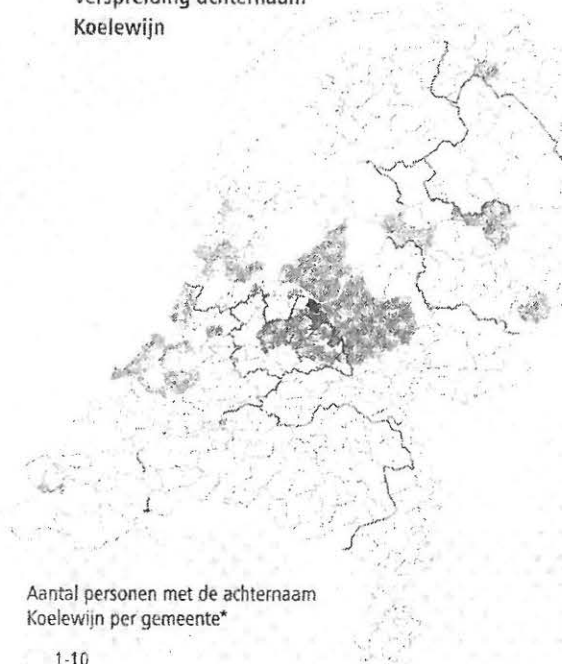 Verspreiding achternaam
Koelewijn
Aantal personen met de achternaam
Koelewijn per gemeente*
1-10